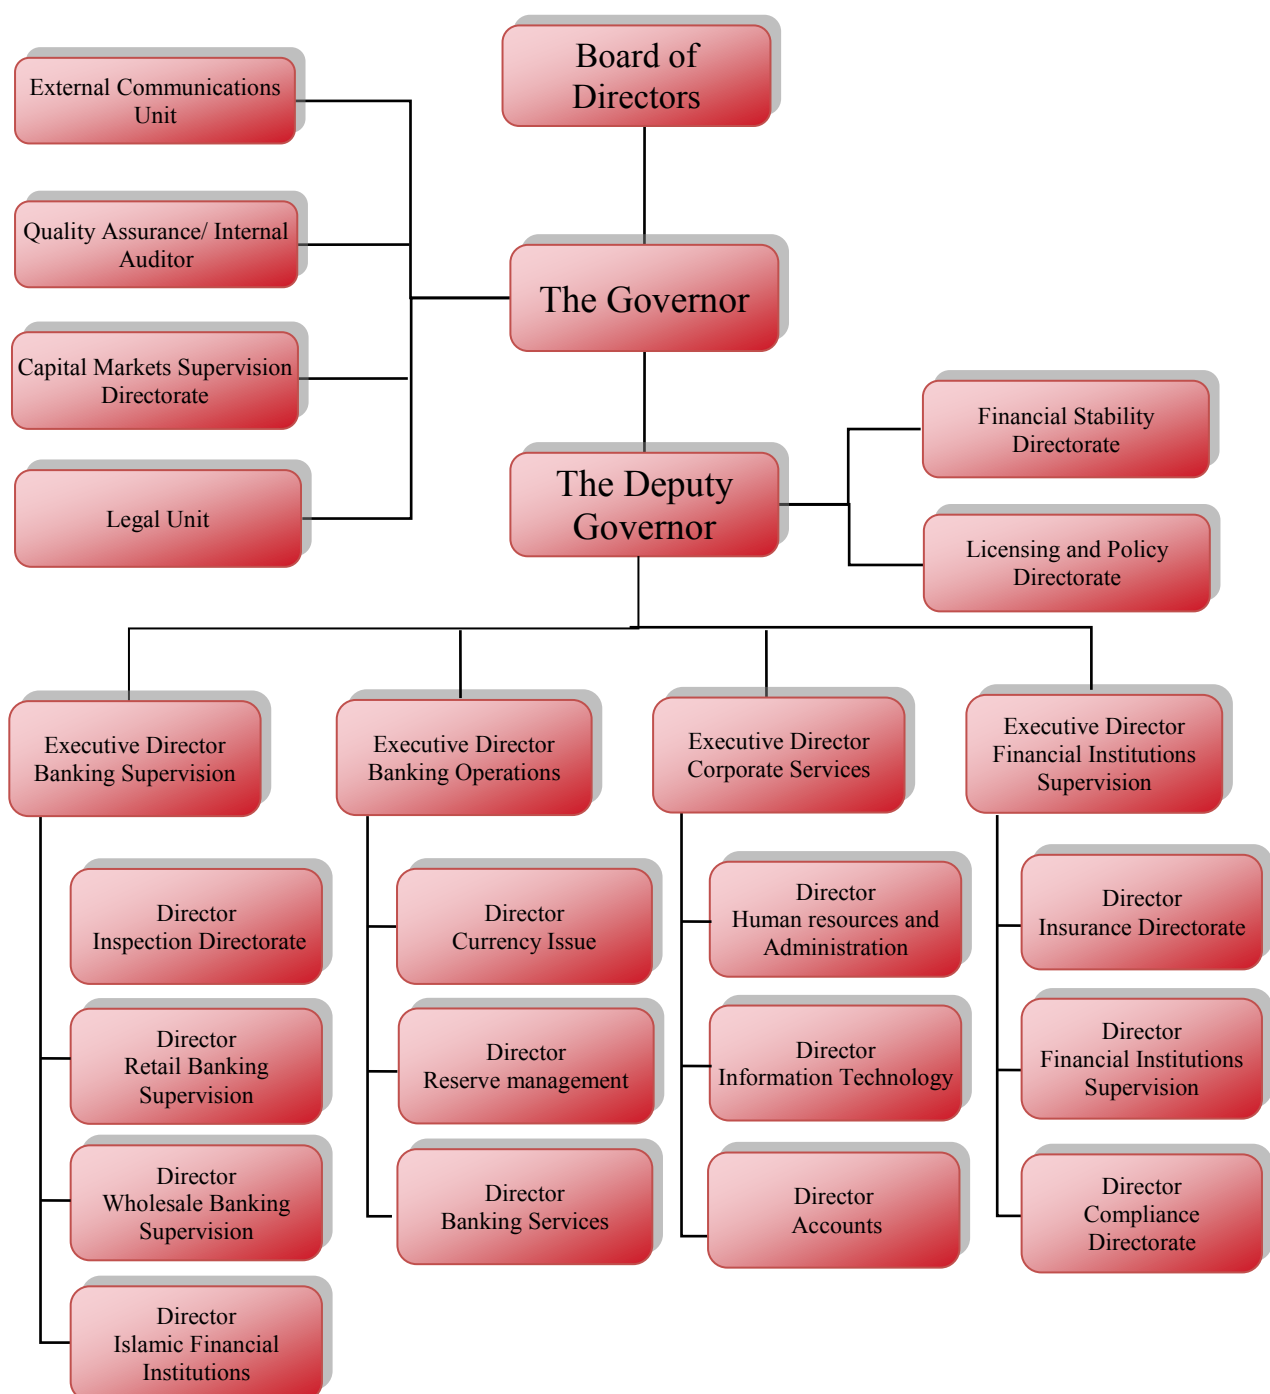 Board of
Directors
External Communications
Unit
Quality Assurance/ Internal
Auditor
The Governor
Capital Markets Supervision
Directorate
Financial Stability
Directorate
The Deputy
Governor
Legal Unit
Licensing and Policy
Directorate
Executive Director
Banking Supervision
Executive Director
Banking Operations
Executive Director
Corporate Services
Executive Director
Financial Institutions
Supervision
Director
Inspection Directorate
Director
Currency Issue
Director
Human resources and
Administration
Director
Insurance Directorate
Director
Retail Banking
Supervision
Director
Reserve management
Director
Information Technology
Director
Financial Institutions
Supervision
Director
Wholesale Banking
Supervision
Director
Banking Services
Director
Accounts
Director
Compliance
Directorate
Director
Islamic Financial
Institutions